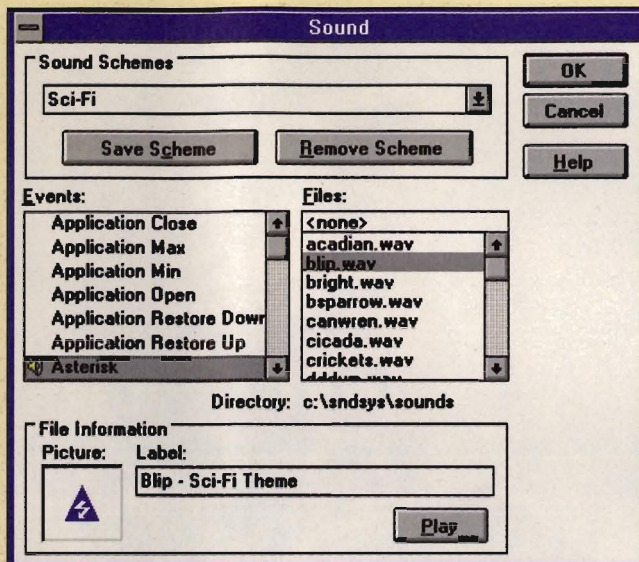 Sound
Sound Schemes
Sci-Fi
Save Scheme
Remove Scheme
OK
Cancel
Help
Events:
Application Close
Application Max
Application Min
Application Open
Application Restore Down
Application Restore Up
Asterisk
Files:
<none>
acadian.wav
blip.wav
bright.wav
bsparrow.wav
canwren.wav
cicada.wav
crickets.wav
Directory: c:\sndsys\sounds
File Information
Picture:
Label:
Blip - Sci-Fi Theme
Play